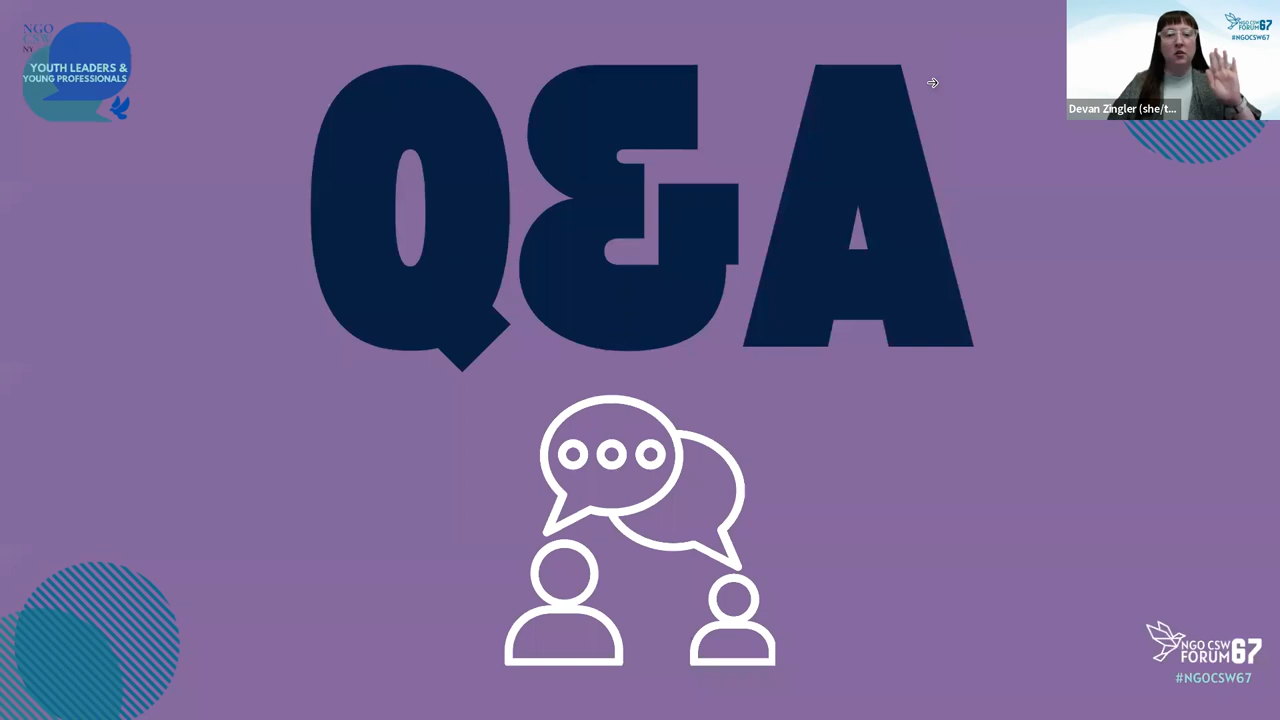 NGO
CSW
NY
YOUTH LEADERS &
YOUNG PROFESSIONALS
Q&A
NGO CSW
FORUM 67
#NGOCSW67
Devan Zingler (she/t...
NGO CSW
FORUM 67
#NGOCSW67